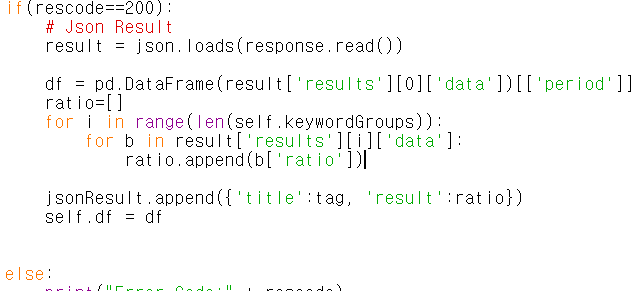 if(rescode==200):
# Json Result
result = json.loads(response.read())
df = pd.DataFrame(result['results'][0]['data'])[['period']]
ratio=[]
for i in range(len(self.keywordGroups)):
for b in result['results'][i]['data']:
ratio.append(b['ratio'])
jsonResult.append({'title':tag, 'result':ratio})
self.df = df
else:
print("Error Code:" + rescode)